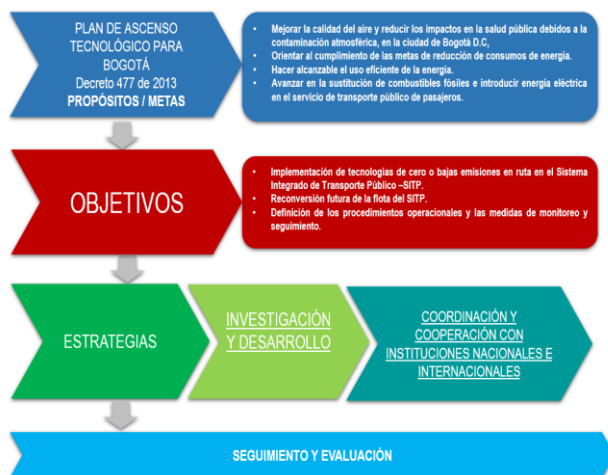 PLAN DE ASCENSO
TECNOLÓGICO PARA
BOGOTÁ
Decreto 477 de 2013
PROPÓSITOS / METAS
• Mejorar la calidad del aire y reducir los impactos en la salud pública debidos a la
contaminación atmosférica, en la ciudad de Bogotá D.C,
• Orientar al cumplimiento de las metas de reducción de consumos de energía.
• Hacer alcanzable el uso eficiente de la energía.
• Avanzar en la sustitución de combustibles fósiles e introducir energía eléctrica
en el servicio de transporte público de pasajeros.
OBJETIVOS
• Implementación de tecnologías de cero o bajas emisiones en ruta en el Sistema
Integrado de Transporte Público –SITP.
• Reconversión futura de la flota del SITP.
• Definición de los procedimientos operacionales y las medidas de monitoreo y
seguimiento.
ESTRATEGIAS
INVESTIGACIÓN
Y DESARROLLO
COORDINACIÓN Y
COOPERACIÓN CON
INSTITUCIONES NACIONALES E
INTERNACIONALES
SEGUIMIENTO Y EVALUACIÓN